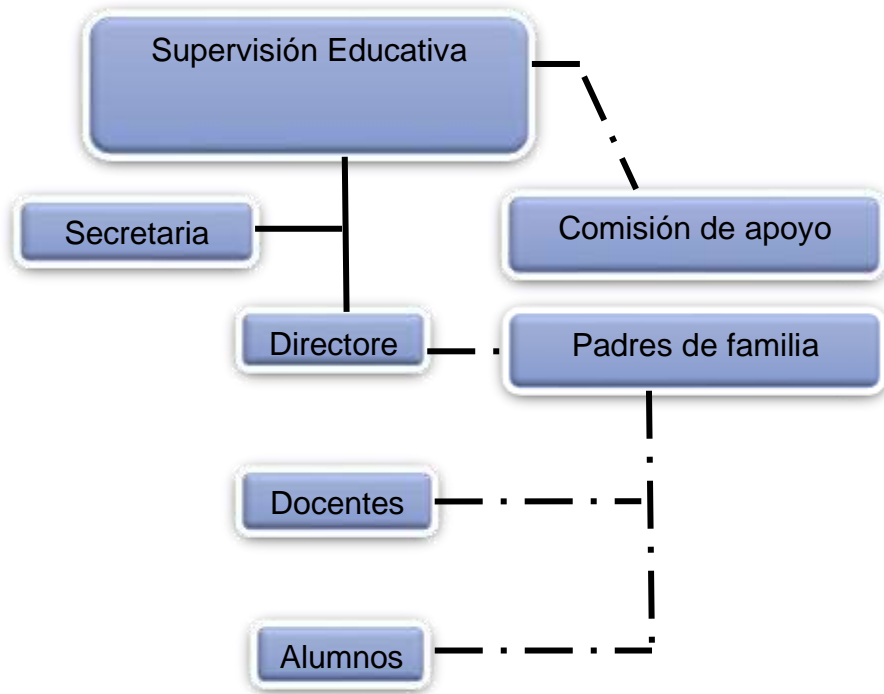 Supervisión Educativa
Secretaria
Comisión de apoyo
Directore
Padres de familia
Docentes
Alumnos